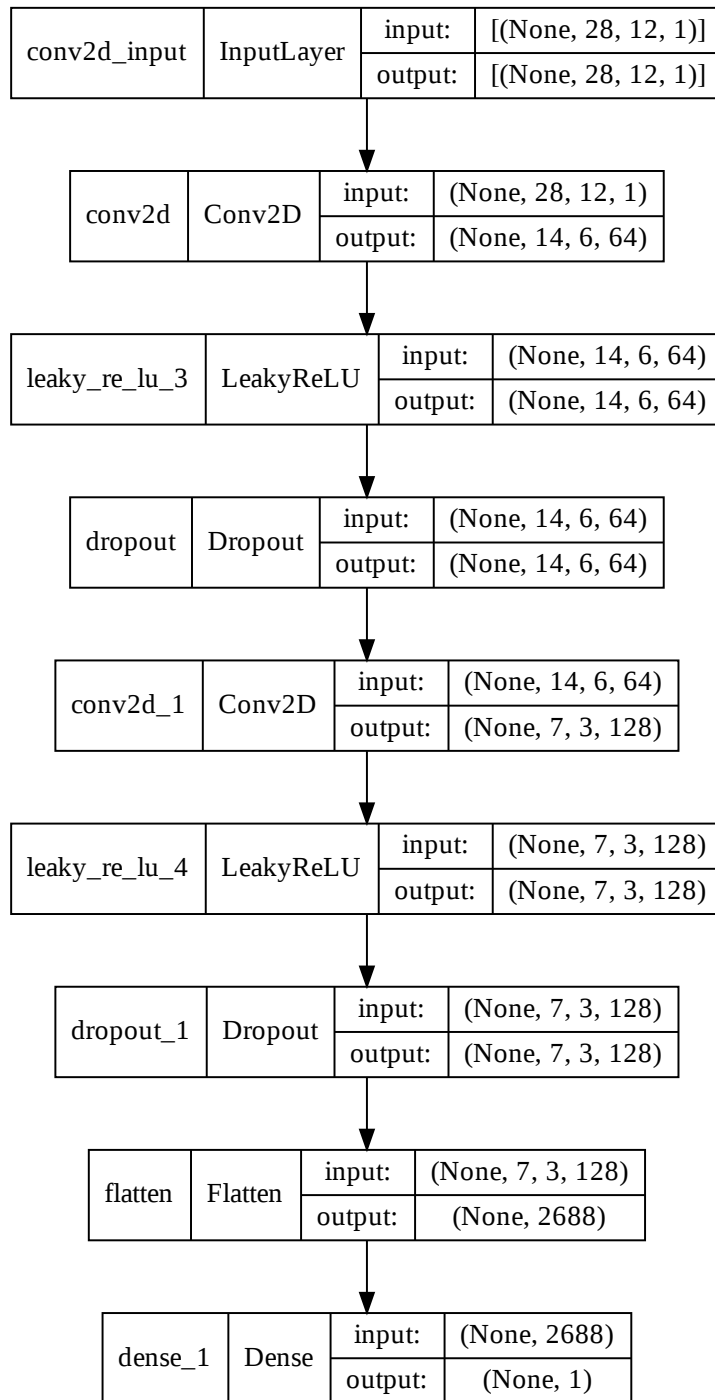 conv2d_input InputLayer input: [(None, 28, 12, 1)]
output: [(None, 28, 12, 1)]
conv2d Conv2D input: (None, 28, 12, 1)
output: (None, 14, 6, 64)
leaky_re_lu_3 LeakyReLU input: (None, 14, 6, 64)
output: (None, 14, 6, 64)
dropout Dropout input: (None, 14, 6, 64)
output: (None, 14, 6, 64)
conv2d_1 Conv2D input: (None, 14, 6, 64)
output: (None, 7, 3, 128)
leaky_re_lu_4 LeakyReLU input: (None, 7, 3, 128)
output: (None, 7, 3, 128)
dropout_1 Dropout input: (None, 7, 3, 128)
output: (None, 7, 3, 128)
flatten Flatten input: (None, 7, 3, 128)
output: (None, 2688)
dense_1 Dense input: (None, 2688)
output: (None, 1)